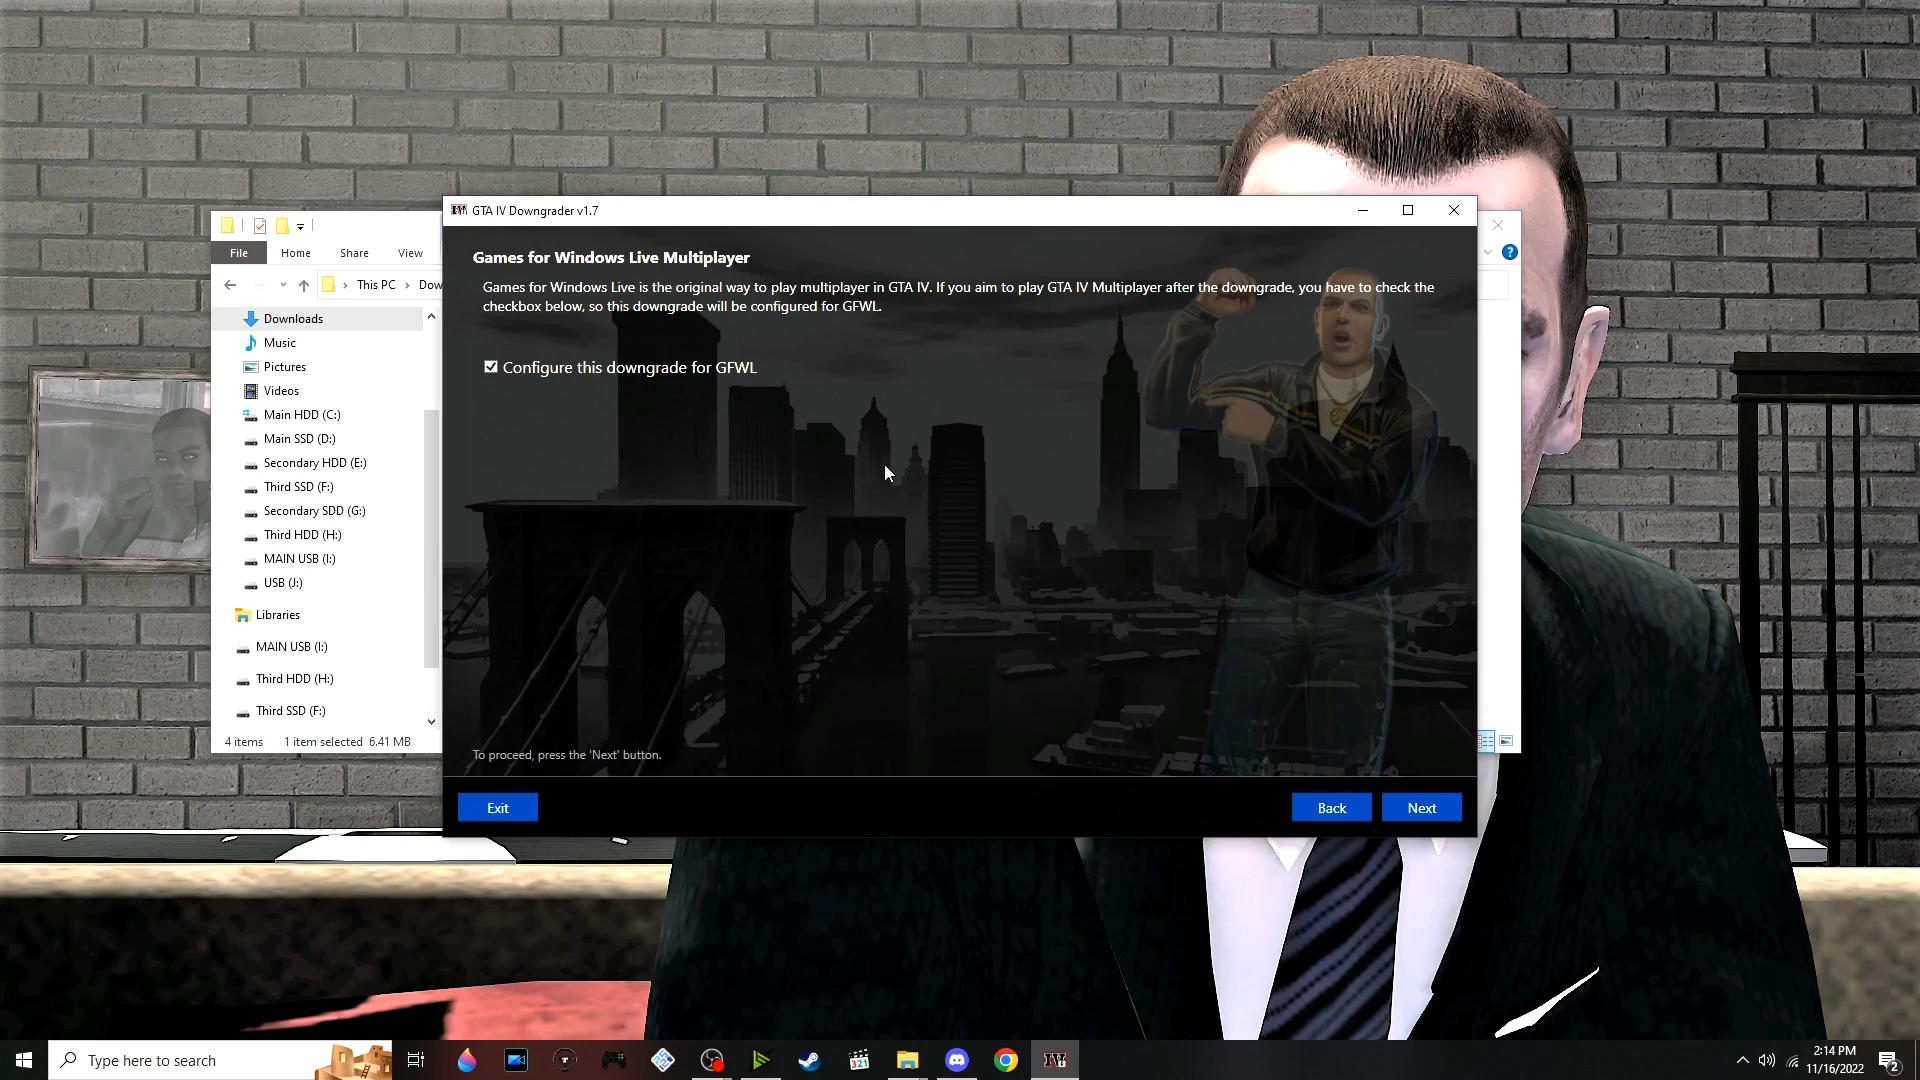 GTA IV Downgrader v1.7
File
Home
Share
View
This PC
Dow
Downloads
Music
Pictures
Videos
Main HDD (C:)
Main SSD (D:)
Secondary HDD (E:)
Third SSD (F:)
Secondary SDD (G:)
Third HDD (H:)
MAIN USB (I:)
USB (J:)
Libraries
MAIN USB (I:)
Third HDD (H:)
Third SSD (F:)
4 items 1 item selected 6.41 MB
Games for Windows Live Multiplayer
Games for Windows Live is the original way to play multiplayer in GTA IV. If you aim to play GTA IV Multiplayer after the downgrade, you have to check the
checkbox below, so this downgrade will be configured for GFWL.
Configure this downgrade for GFWL
To proceed, press the 'Next' button.
Exit
Back
Next
Type here to search
321
IV
2:14 PM
11/16/2022
2